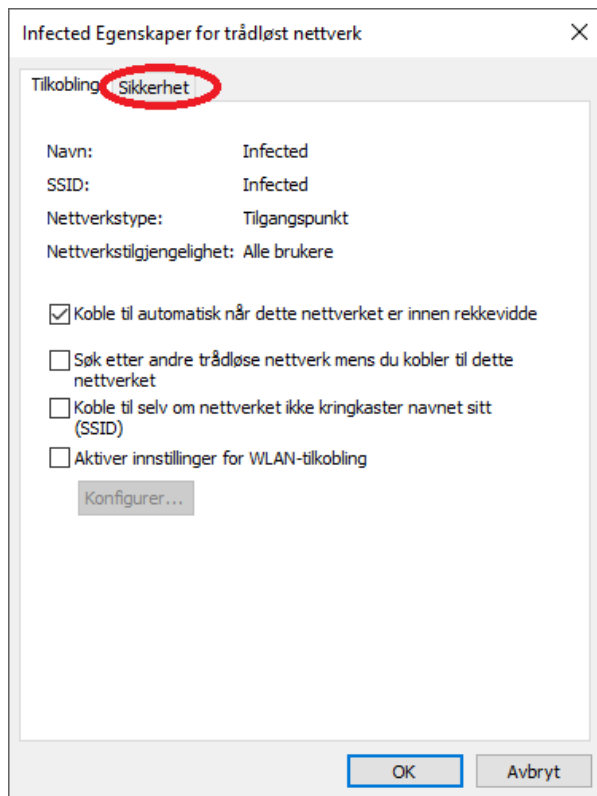 Infected Egenskaper for trådløst nettverk
Tilkobling Sikkerhet
Navn: Infected
SSID: Infected
Nettverkstype: Tilgangspunkt
Nettverkstilgjengelighet: Alle brukere
Koble til automatisk når dette nettverket er innen rekkevidde
Søk etter andre trådløse nettverk mens du kobler til dette
nettverket
Koble til selv om nettverket ikke kringkaster navnet sitt
(SSID)
Aktiver innstillinger for WLAN-tilkobling
Konfigurer...
OK Avbryt